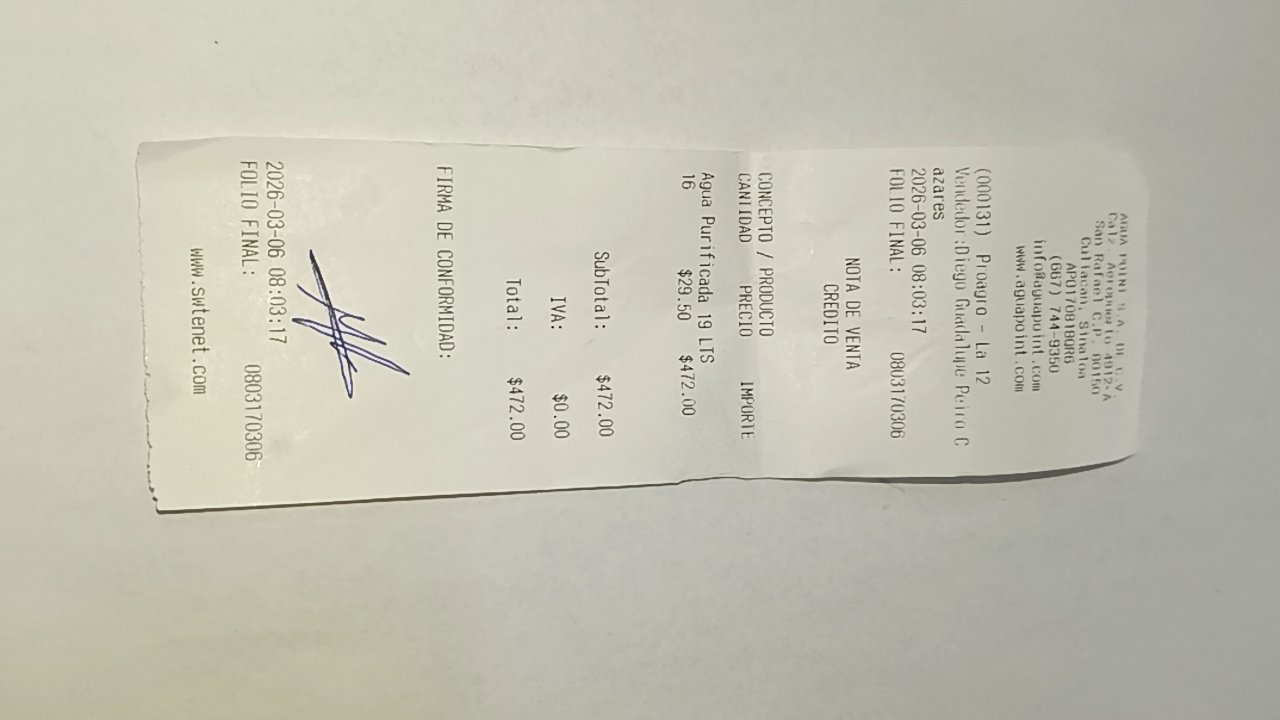 AGUA POINT S.A. DE C.V.
Calz. Aeropuerto 4912-A
San Rafael C.P. 80150
Culiacan, Sinaloa
APO170818QR6
(667) 744-9350
info@aguapoint.com
www.aguapoint.com
(000131) Proagro - La 12
Vendedor:Diego Guadalupe Peiro C
azares
2026-03-06 08:03:17
FOLIO FINAL: 0803170306
NOTA DE VENTA
CREDITO
CONCEPTO / PRODUCTO
CANTIDAD PRECIO IMPORTE
Agua Purificada 19 LTS
16 $29.50 $472.00
SubTotal: $472.00
IVA: $0.00
Total: $472.00
FIRMA DE CONFORMIDAD:
2026-03-06 08:03:17
FOLIO FINAL: 0803170306
www.swtenet.com